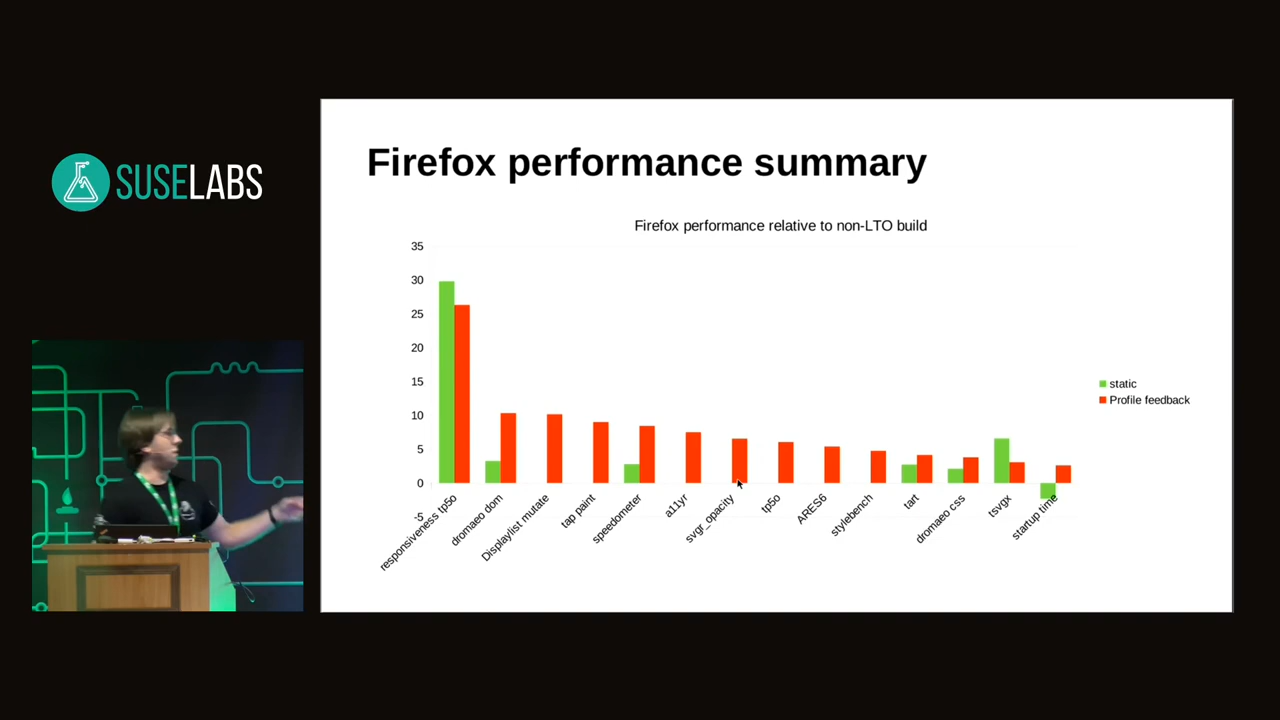 SUSELABS
Firefox performance summary
Firefox performance relative to non-LTO build
35
30
25
20
15
10
5
0
-5
responsiveness tp5o
dromaeo dom
Displaylist mutate
tap paint
speedometer
a11yr
svgr_opacity
tp5o
ARES6
stylebench
tart
dromaeo css
tsvgx
startup time
static
Profile feedback